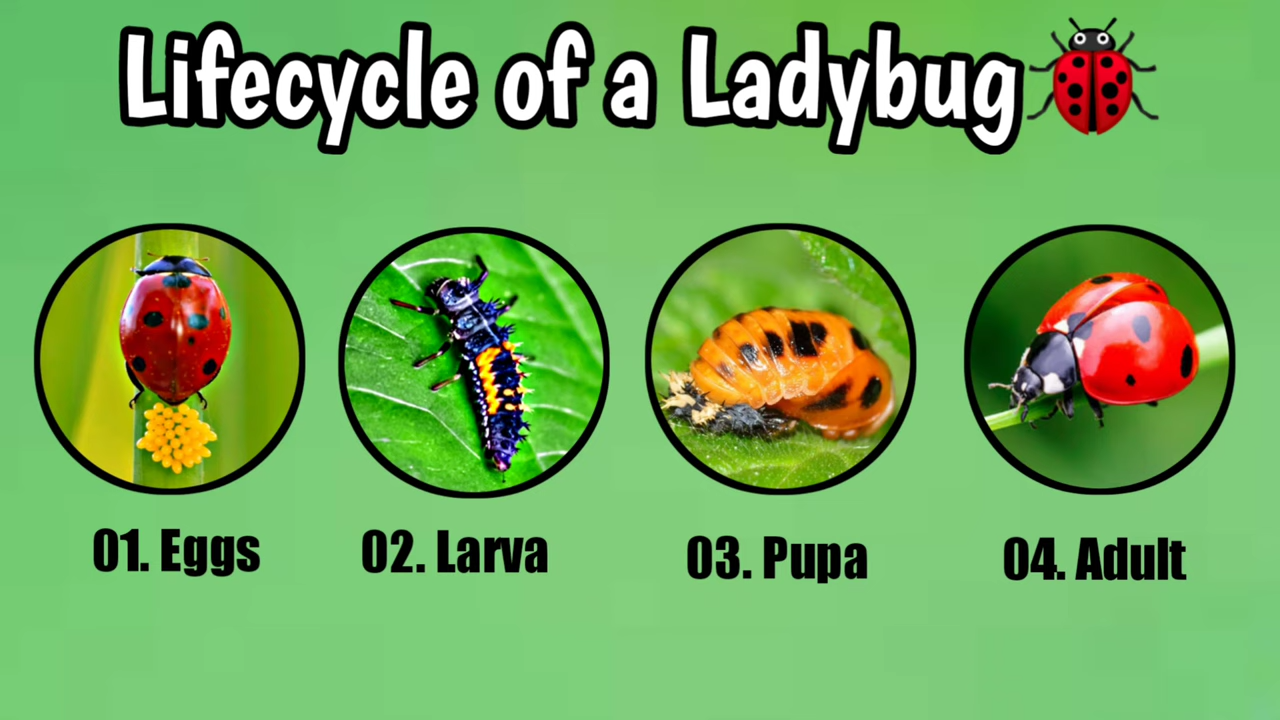 Lifecycle of a Ladybug
01. Eggs
02. Larva
03. Pupa
04. Adult